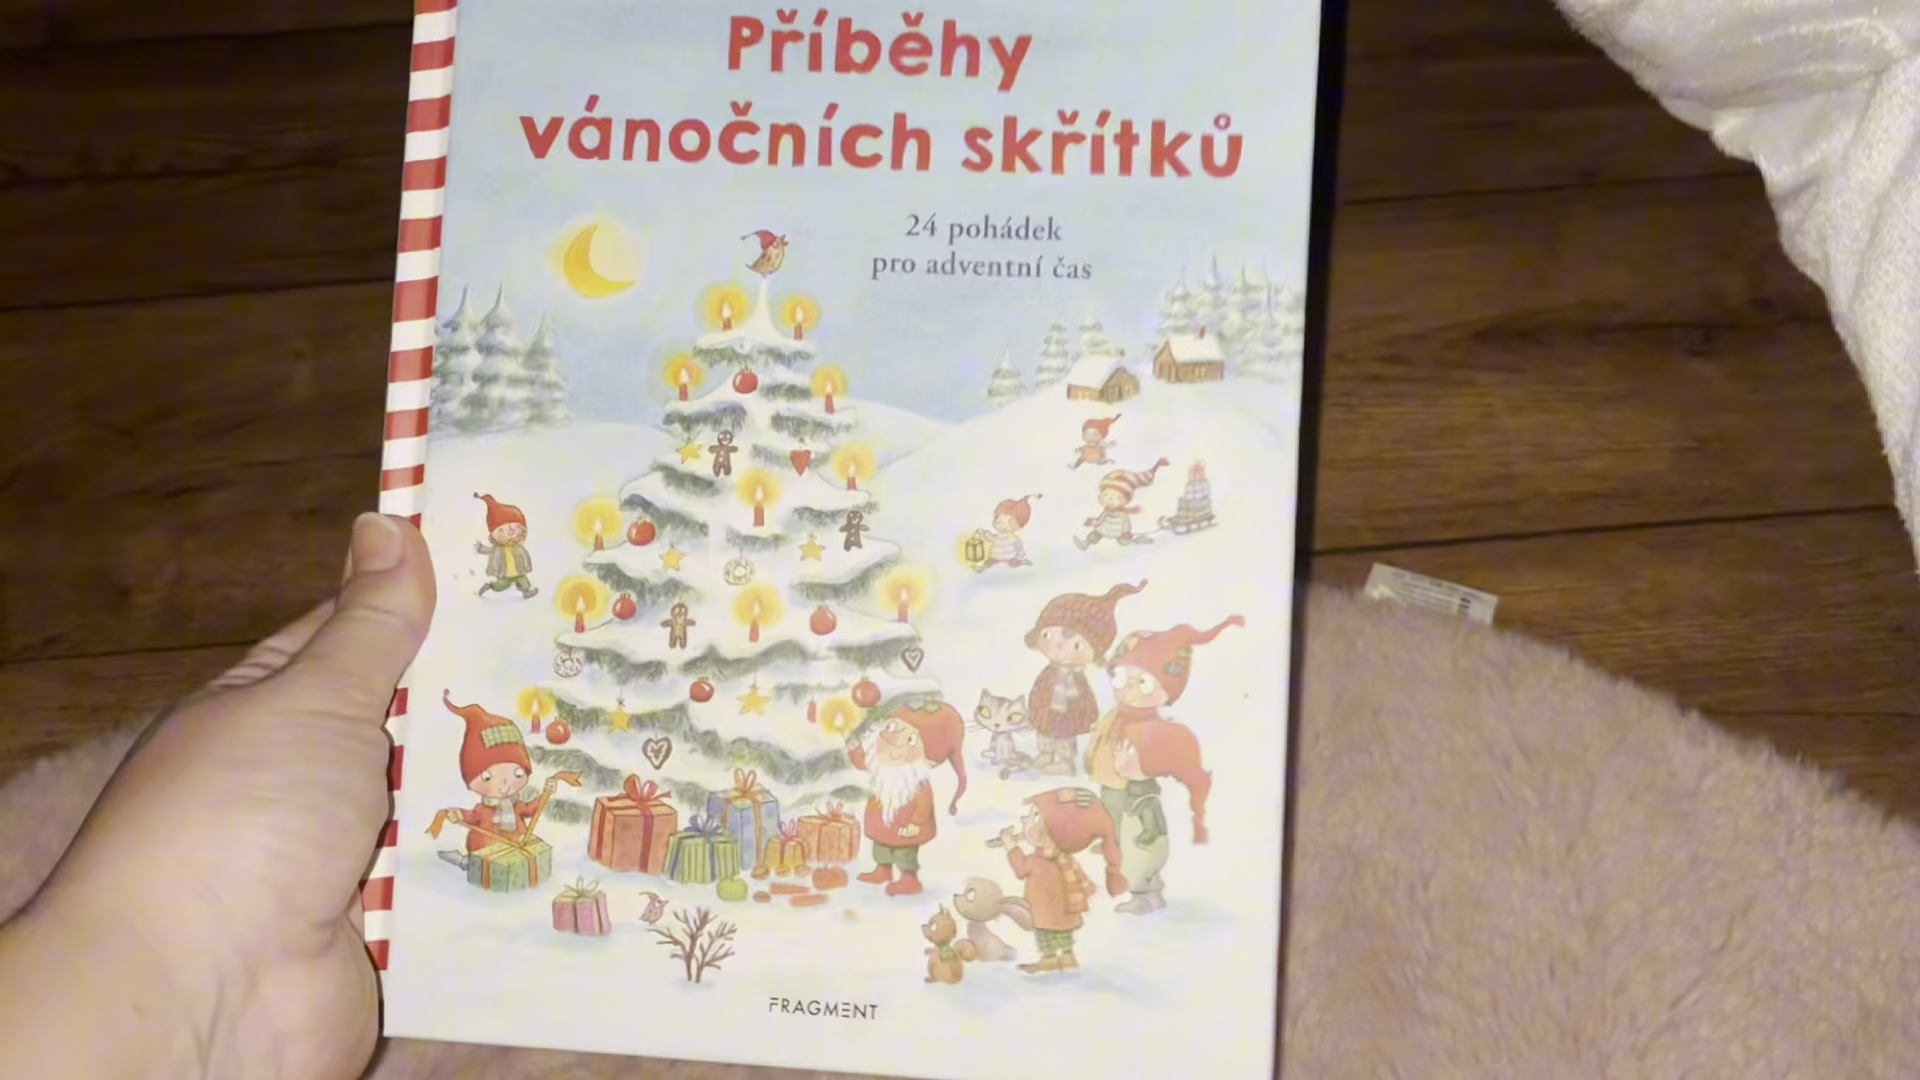 Příběhy
vánočních skřítků
24 pohádek
pro adventní čas
FRAGMENT